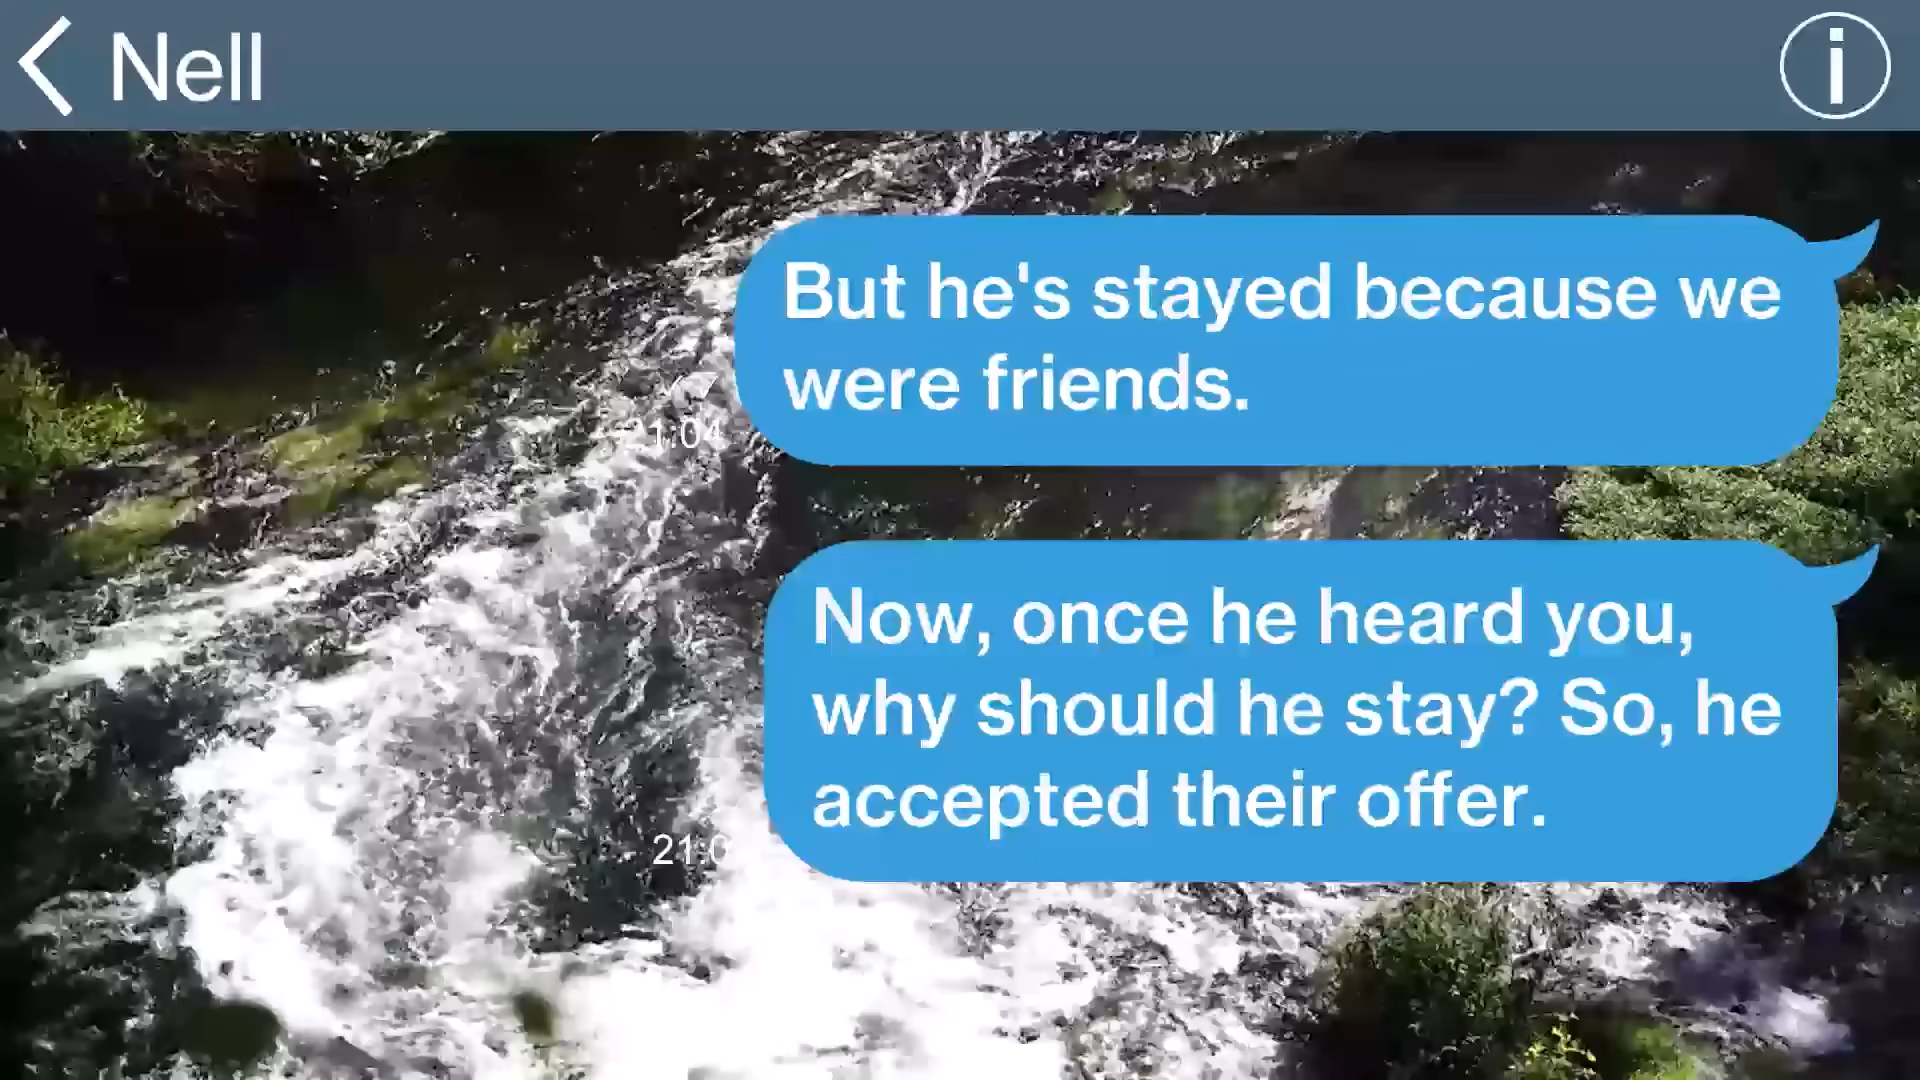 Nell
But he's stayed because we
were friends.
21:04
Now, once he heard you,
why should he stay? So, he
accepted their offer.